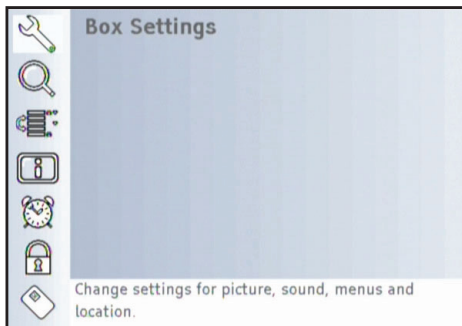 Box Settings
Change settings for picture, sound, menus and
location.